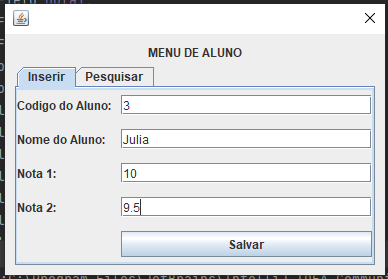 MENU DE ALUNO
Inserir Pesquisar
Codigo do Aluno: 3
Nome do Aluno: Julia
Nota 1: 10
Nota 2: 9.5
Salvar